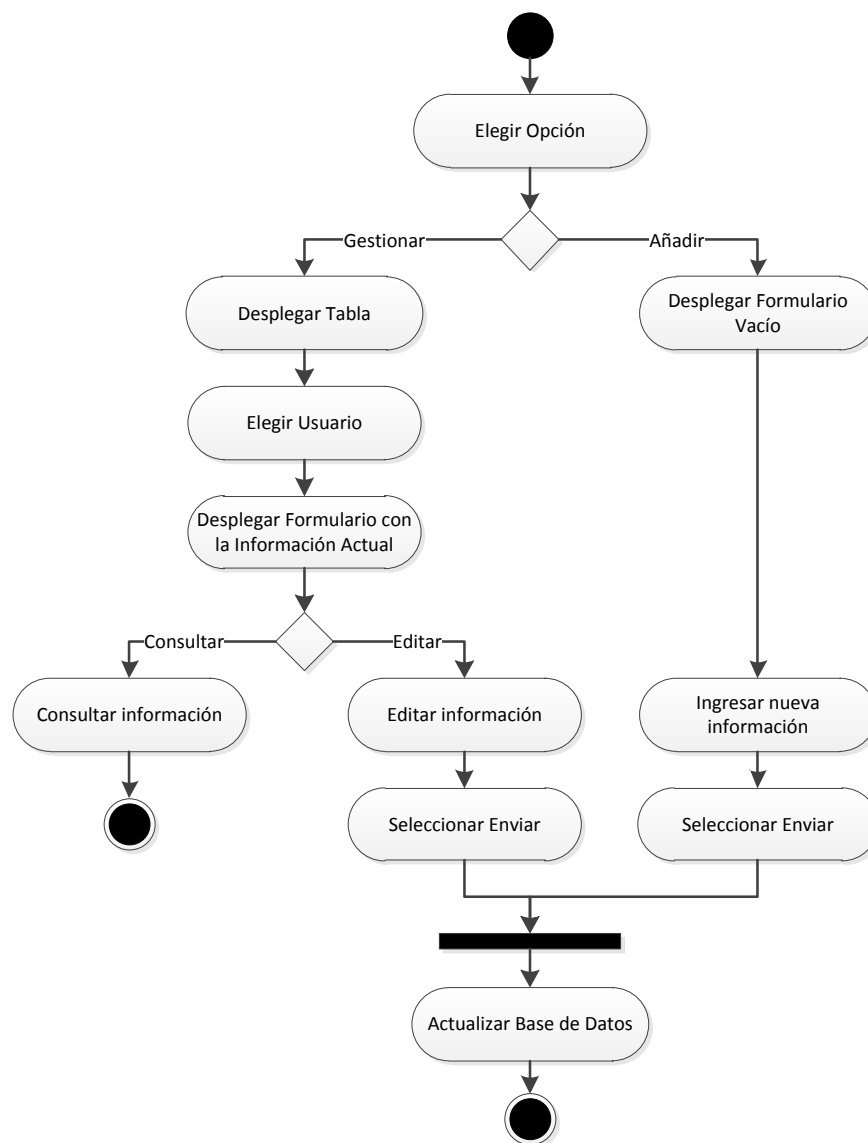 Elegir Opción
Gestionar
Añadir
Desplegar Tabla
Desplegar Formulario
Vacío
Elegir Usuario
Desplegar Formulario con
la Información Actual
Consultar
Editar
Consultar información
Editar información
Ingresar nueva
información
Seleccionar Enviar
Seleccionar Enviar
Actualizar Base de Datos